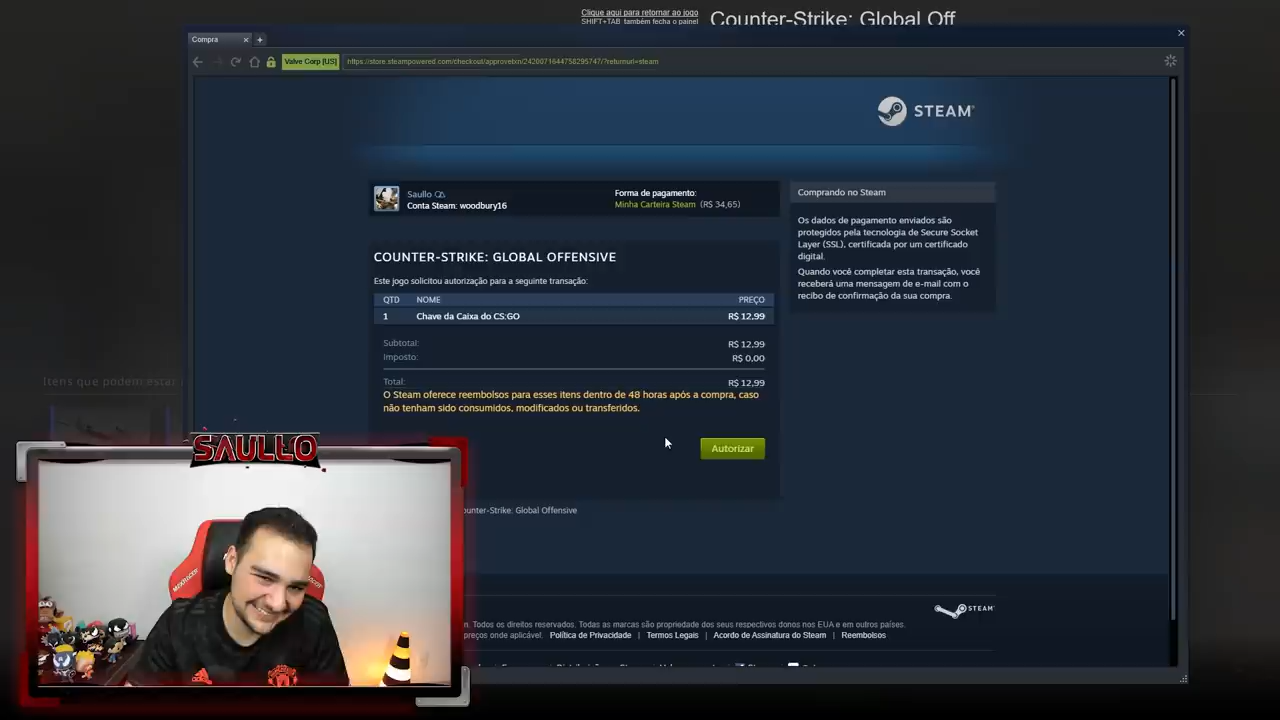 Clique aqui para retornar ao jogo
SHIFT+TAB também fecha o painel
Counter-Strike: Global Off
Compra
Valve Corp [US]
https://store.steampowered.com/checkout/approvetxn/2420071644758295747/?returnurl=steam
STEAM
Saullo
Conta Steam: woodbury16
Forma de pagamento:
Minha Carteira Steam (R$ 34,65)
Comprando no Steam
Os dados de pagamento enviados são
protegidos pela tecnologia de Secure Socket
Layer (SSL), certificada por um certificado
digital.
Quando você completar esta transação, você
receberá uma mensagem de e-mail com o
recibo de confirmação da sua compra.
COUNTER-STRIKE: GLOBAL OFFENSIVE
Este jogo solicitou autorização para a seguinte transação:
QTD NOME PREÇO
1 Chave da Caixa do CS:GO R$ 12,99
Subtotal: R$ 12,99
Imposto: R$ 0,00
Total: R$ 12,99
O Steam oferece reembolsos para esses itens dentro de 48 horas após a compra, caso
não tenham sido consumidos, modificados ou transferidos.
Autorizar
Itens que podem estar
SAULLO
ounter-Strike: Global Offensive
STEAM
n. Todos os direitos reservados. Todas as marcas são propriedade dos seus respectivos donos nos EUA e em outros países.
preços onde aplicável. Política de Privacidade | Termos Legais | Acordo de Assinatura do Steam | Reembolsos